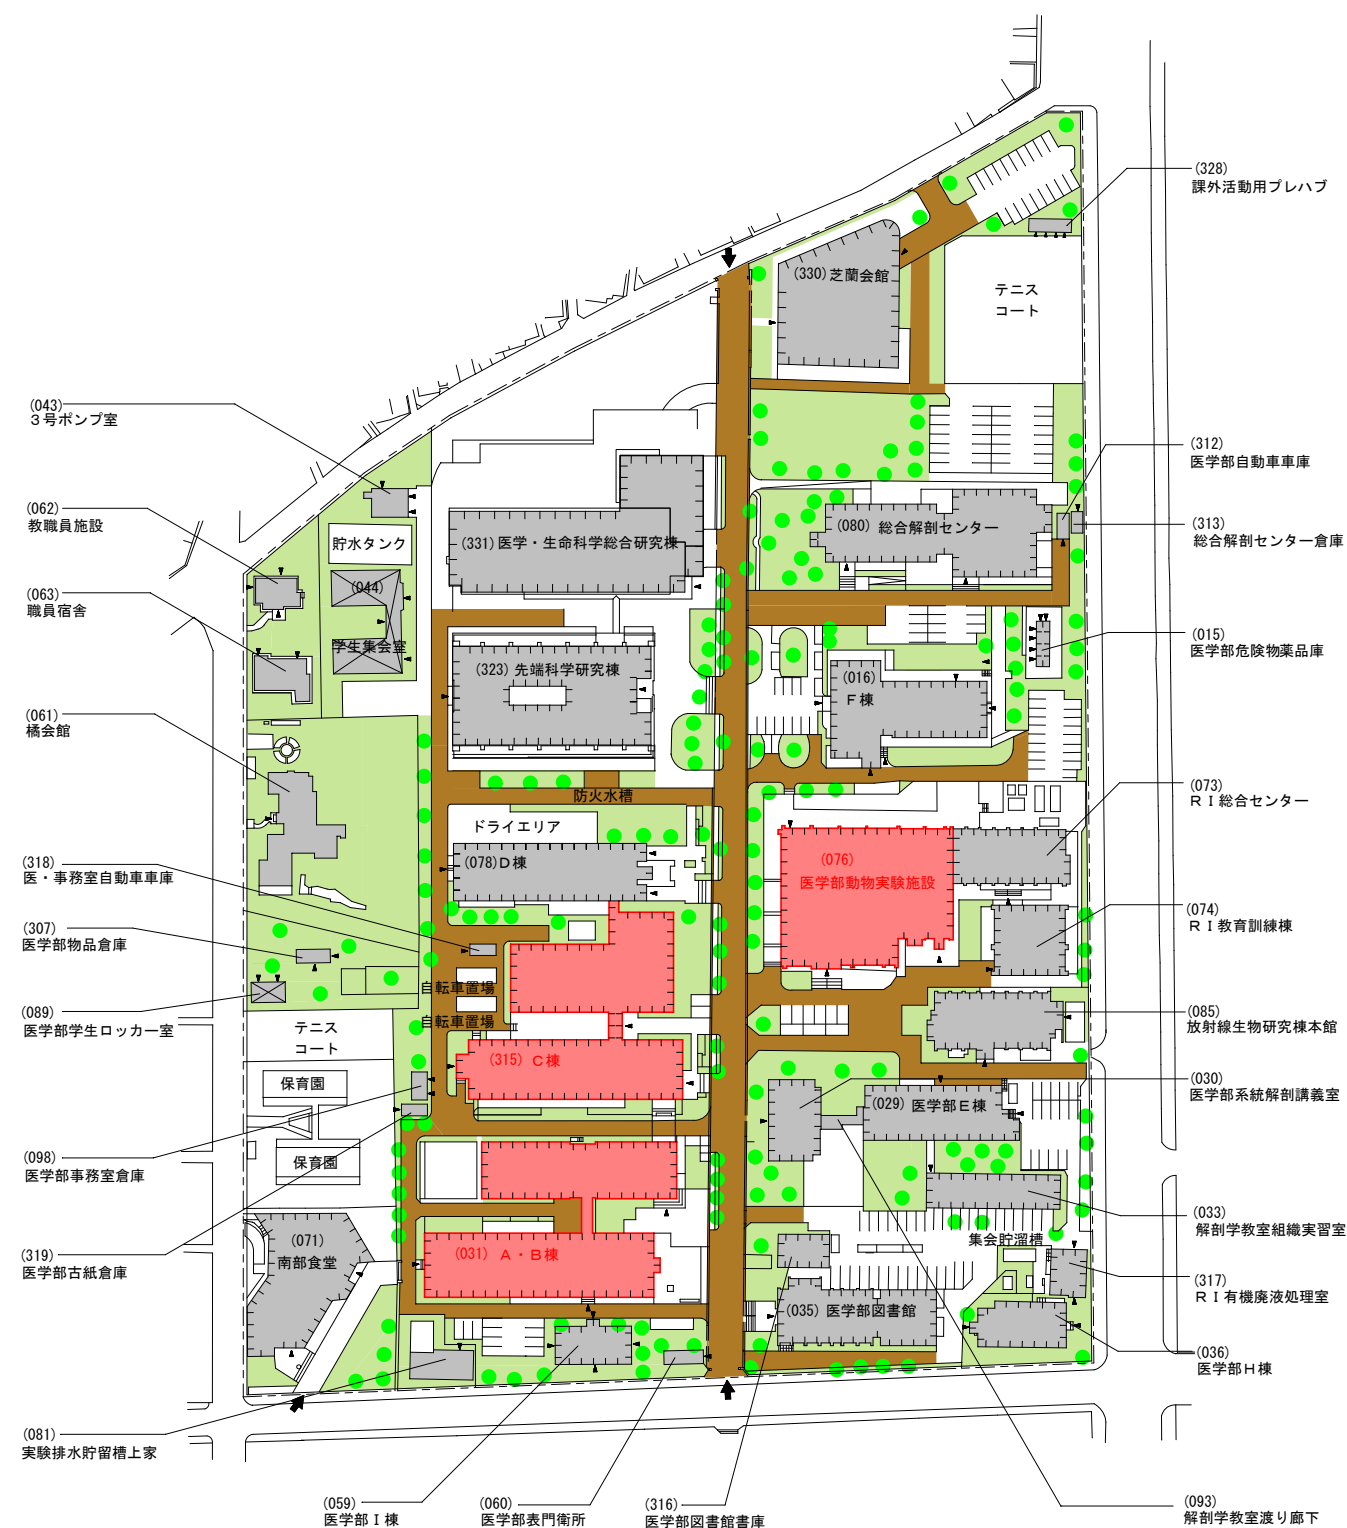 (328)
課外活動用プレハブ
(330) 芝蘭会館
テニス
コート
(043)
３号ポンプ室
(312)
医学部自動車車庫
(062)
教職員施設
貯水タンク
(331) 医学・生命科学総合研究棟
(080) 総合解剖センター
(313)
総合解剖センター倉庫
(063)
職員宿舎
(044)
学生集会室
(015)
医学部危険物薬品庫
(323) 先端科学研究棟
(016)
Ｆ棟
(061)
橘会館
(073)
ＲＩ総合センター
防火水槽
ドライエリア
(318)
医・事務室自動車車庫
(078) Ｄ棟
(076)
医学部動物実験施設
(074)
ＲＩ教育訓練棟
(307)
医学部物品倉庫
自転車置場
自転車置場
(089)
医学部学生ロッカー室
テニス
コート
(085)
放射線生物研究棟本館
(315) Ｃ棟
保育園
(030)
医学部系統解剖講義室
(029) 医学部Ｅ棟
(098)
医学部事務室倉庫
保育園
(033)
解剖学教室組織実習室
(319)
医学部古紙倉庫
(071)
南部食堂
(031) Ａ・Ｂ棟
集会貯溜槽
(317)
ＲＩ有機廃液処理室
(035) 医学部図書館
(036)
医学部Ｈ棟
(081)
実験排水貯留槽上家
(059)
医学部Ｉ棟
(060)
医学部表門衛所
(316)
医学部図書館書庫
(093)
解剖学教室渡り廊下